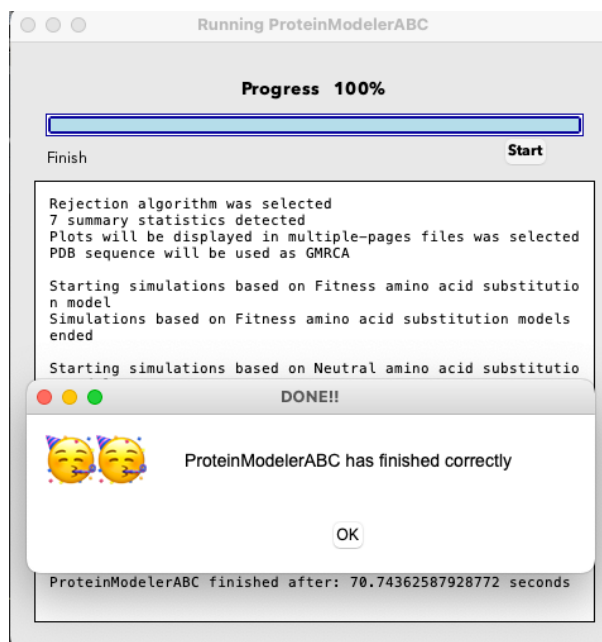 Running ProteinModelerABC
Progress 100%
Finish
Start
Rejection algorithm was selected
7 summary statistics detected
Plots will be displayed in multiple-pages files was selected
PDB sequence will be used as GMRCA
Starting simulations based on Fitness amino acid substitutio
n model
Simulations based on Fitness amino acid substitution models
ended
Starting simulations based on Neutral amino acid substitutio
DONE!!
ProteinModelerABC has finished correctly
OK
ProteinModelerABC finished after: 70.74362587928772 seconds